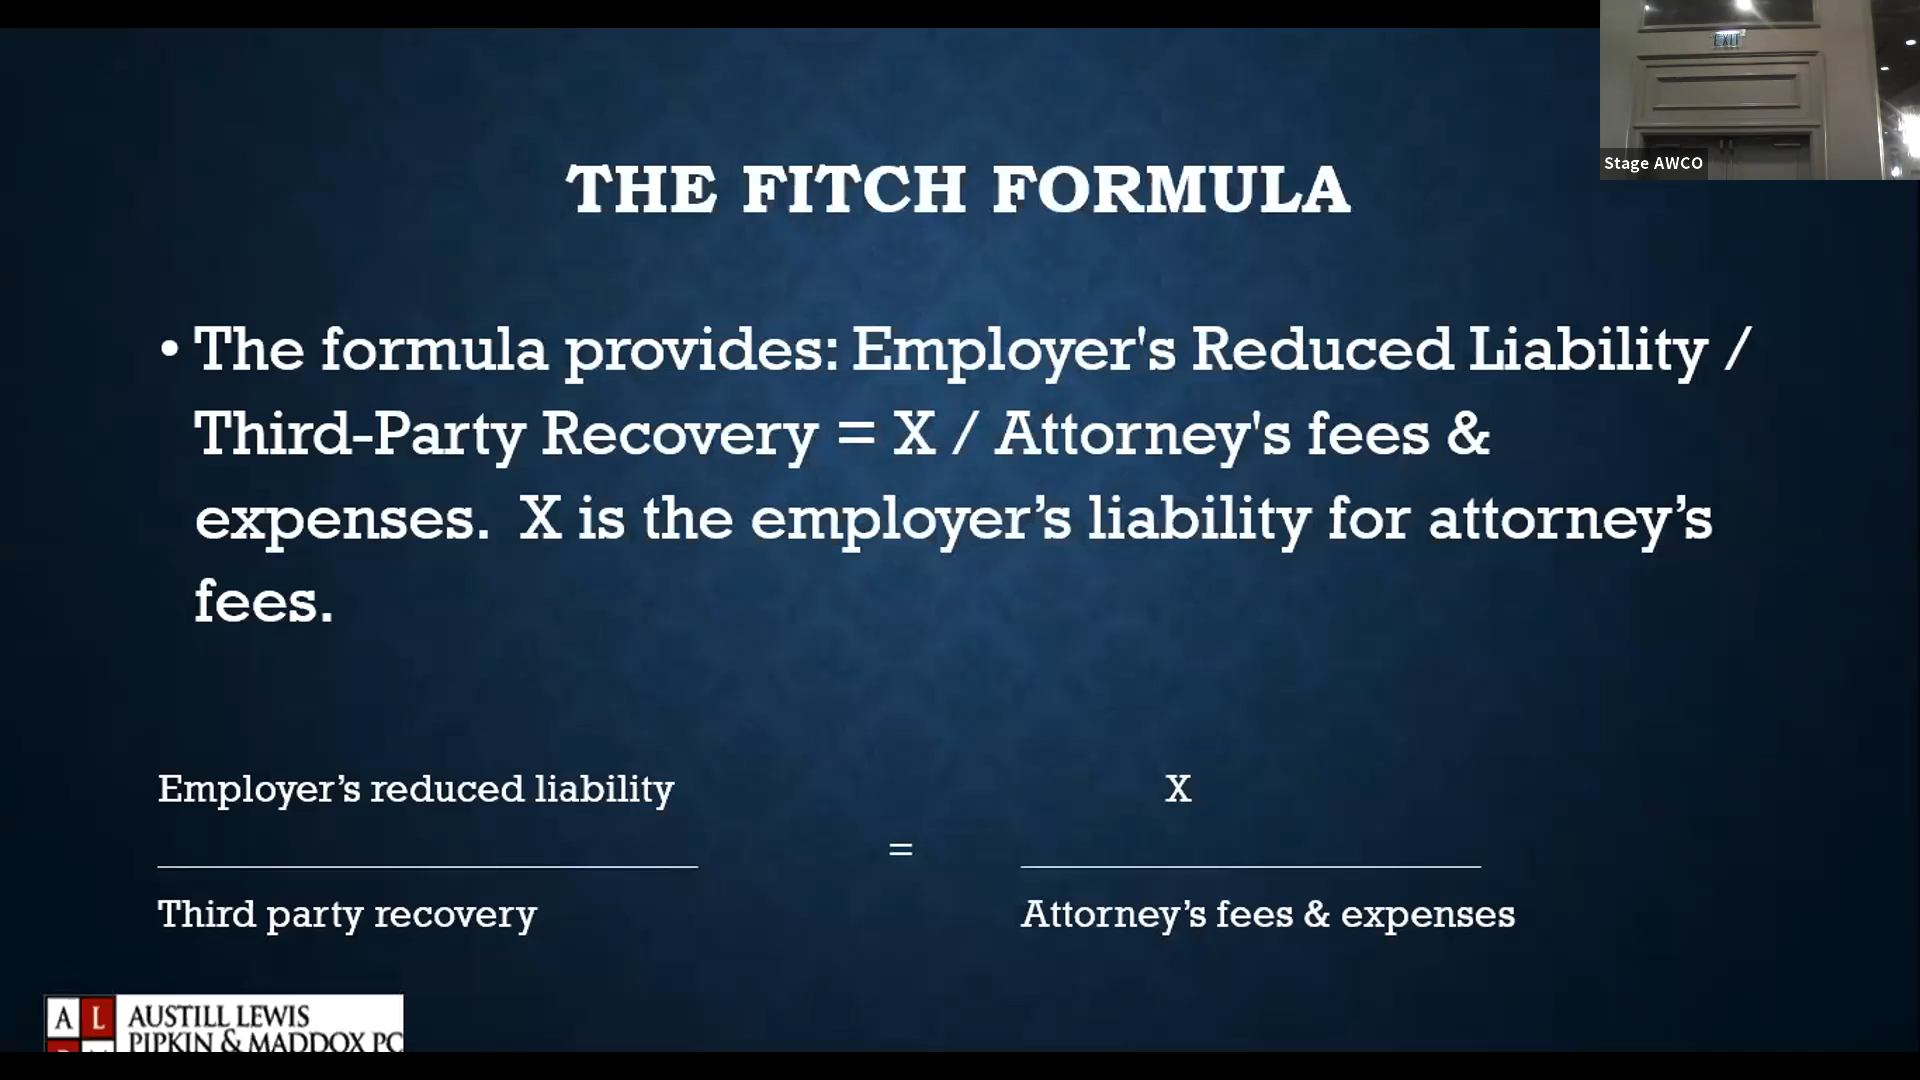 EXIT
Stage AWCO
THE FITCH FORMULA
• The formula provides: Employer's Reduced Liability /
Third-Party Recovery = X / Attorney's fees &
expenses.  X is the employer’s liability for attorney’s
fees.
Employer’s reduced liability
X
=
Third party recovery
Attorney’s fees & expenses
A L
AUSTILL LEWIS
PIPKIN & MADDOX PC